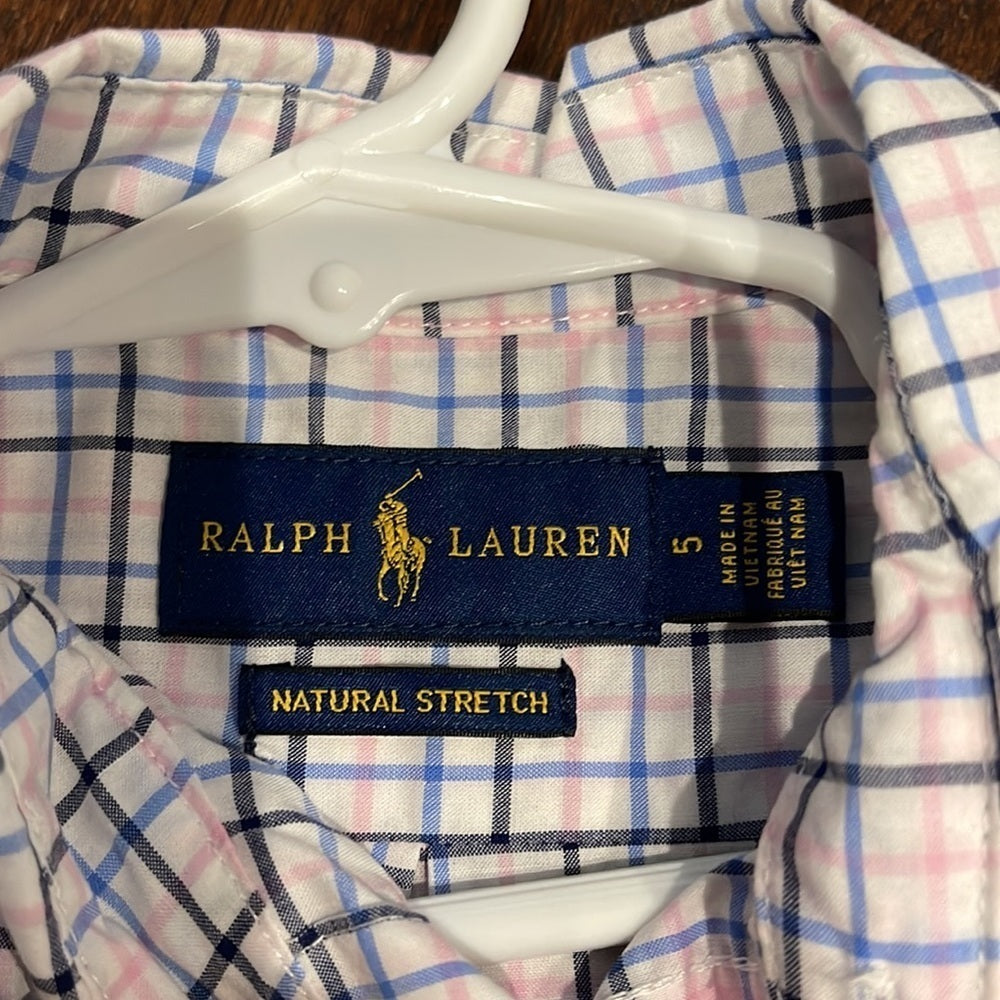 RALPH LAUREN
5
MADE IN
VIETNAM
FABRIQUÉ AU
VIÊT NAM
NATURAL STRETCH